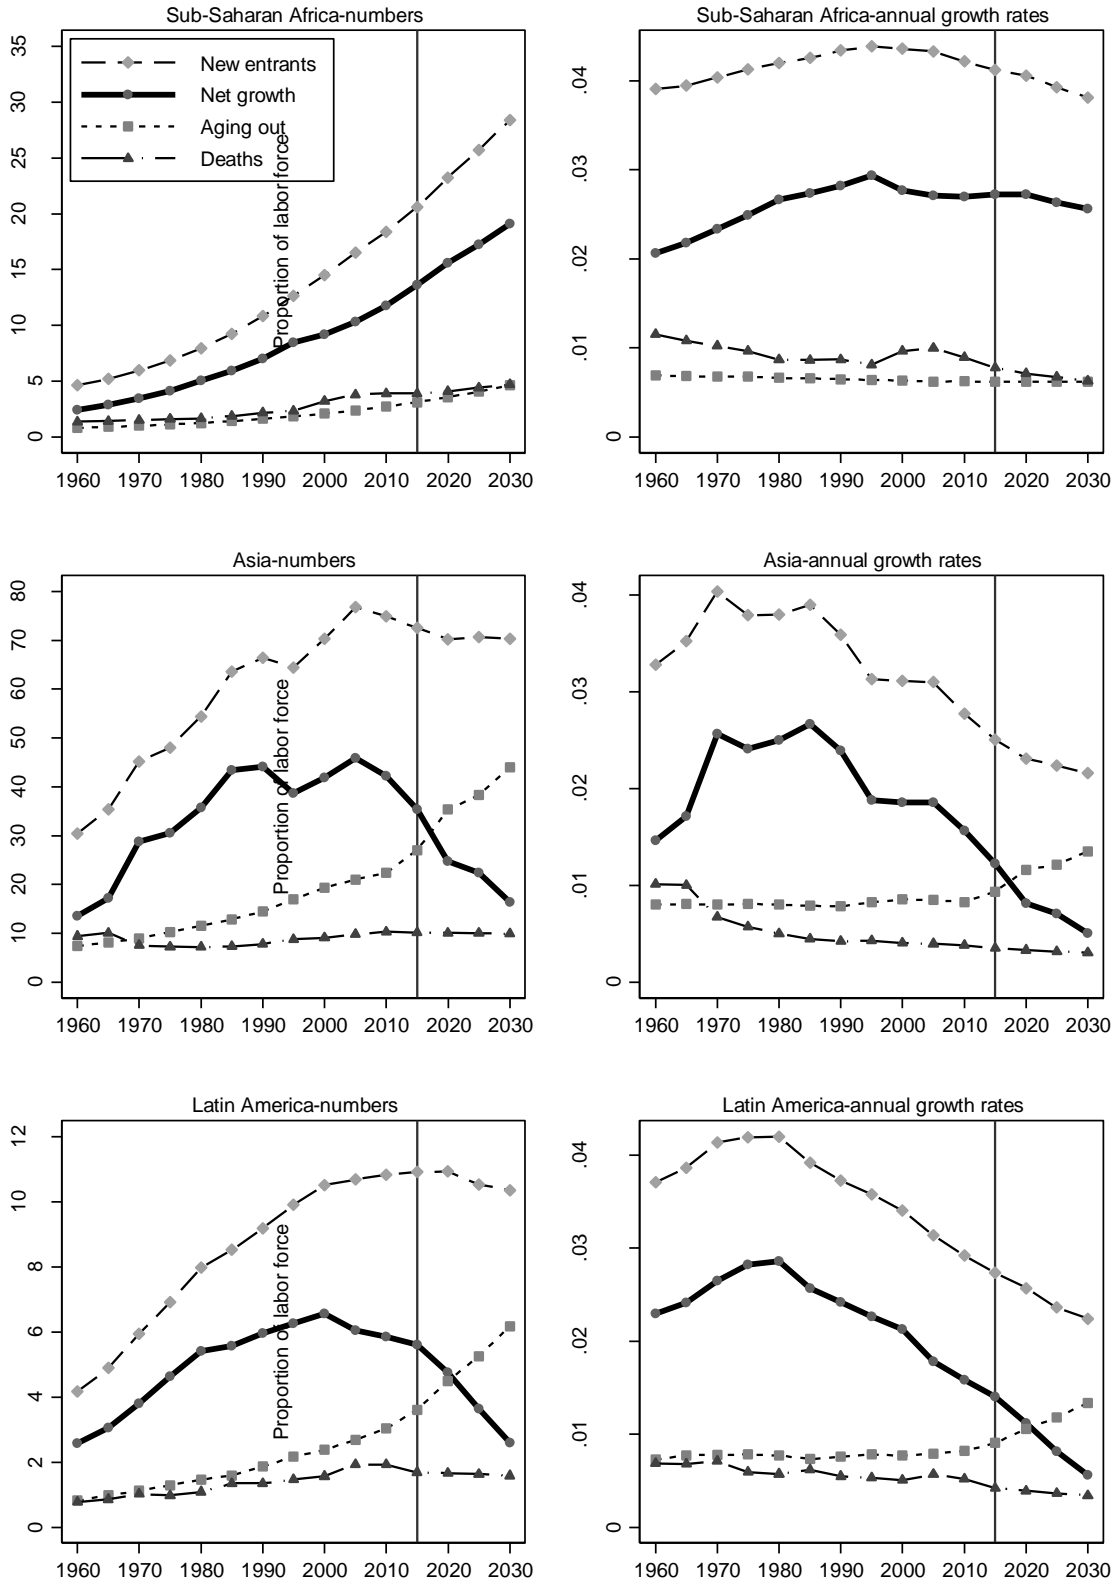 Sub-Saharan Africa-numbers
35
30
25
20
15
10
5
0
New entrants
Net growth
Aging out
Deaths
1960 1970 1980 1990 2000 2010 2020 2030
Sub-Saharan Africa-annual growth rates
Proportion of labor force
.04
.03
.02
.01
0
1960 1970 1980 1990 2000 2010 2020 2030
Asia-numbers
80
70
60
50
40
30
20
10
0
1960 1970 1980 1990 2000 2010 2020 2030
Asia-annual growth rates
Proportion of labor force
.04
.03
.02
.01
0
1960 1970 1980 1990 2000 2010 2020 2030
Latin America-numbers
12
10
8
6
4
2
0
1960 1970 1980 1990 2000 2010 2020 2030
Latin America-annual growth rates
Proportion of labor force
.04
.03
.02
.01
0
1960 1970 1980 1990 2000 2010 2020 2030